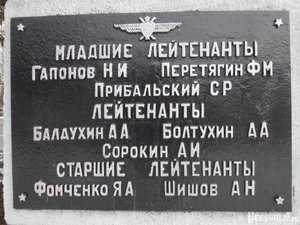 МЛАДШИЕ ЛЕЙТЕНАНТЫ
ГАПОНОВ Н И ПЕРЕТЯГИН Ф М
ПРИБАЛЬСКИЙ С Р
ЛЕЙТЕНАНТЫ
БАЛДУХИН А А БОЛТУХИН А А
СОРОКИН А И
СТАРШИЕ ЛЕЙТЕНАНТЫ
ФОМЧЕНКО Я А ШИШОВ А Н